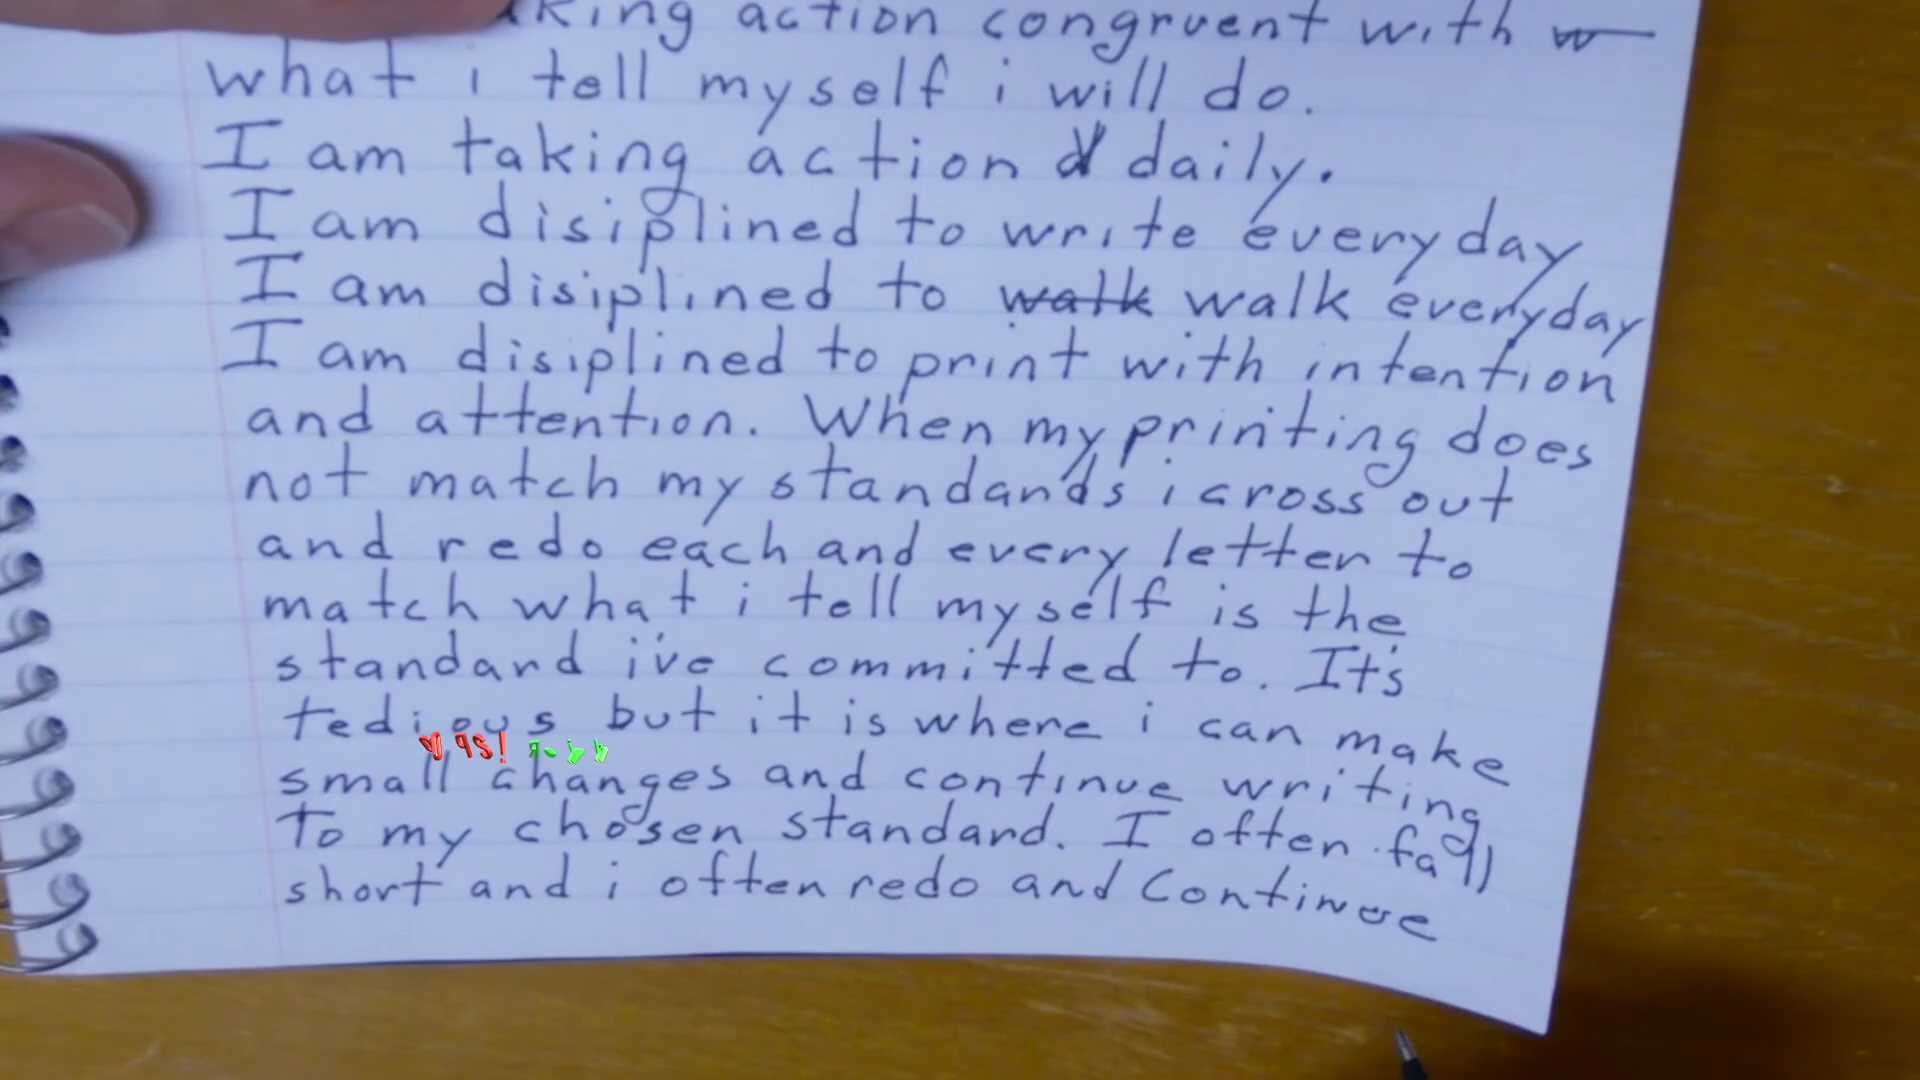 king action congruent with w
what i tell myself i will do.
I am taking action d daily.
I am disiplined to write everyday
I am disiplined to walk walk everyday
I am disiplined to print with intention
and attention. When my printing does
not match my standards i cross out
and redo each and every letter to
match what i tell myself is the
standard i've committed to. It's
tedious but it is where i can make
small changes and continue writing
To my chosen standard. I often fall
short and i often redo and Continue